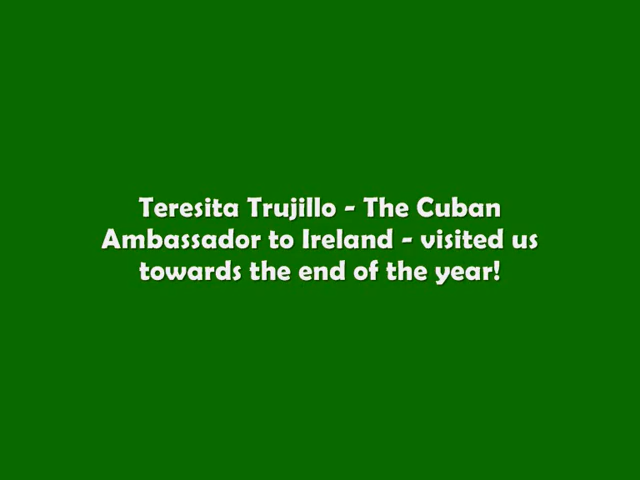 Teresita Trujillo - The Cuban
Ambassador to Ireland - visited us
towards the end of the year!